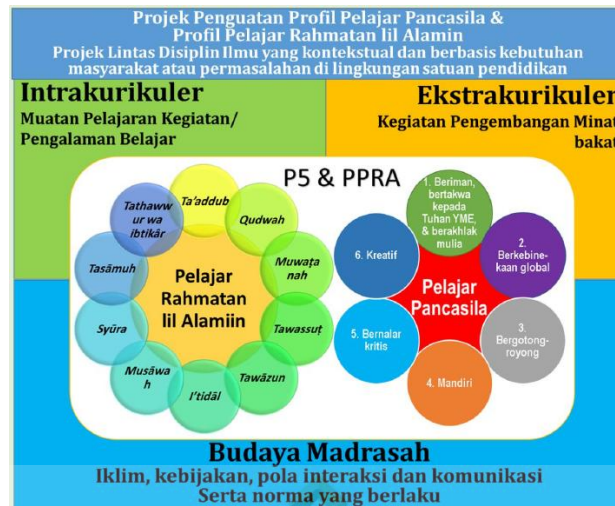 Projek Penguatan Profil Pelajar Pancasila &
Profil Pelajar Rahmatan lil Alamin
Projek Lintas Disiplin Ilmu yang kontekstual dan berbasis kebutuhan
masyarakat atau permasalahan di lingkungan satuan pendidikan
Intrakurikuler
Muatan Pelajaran Kegiatan/
Pengalaman Belajar
Ekstrakurikuler
Kegiatan Pengembangan Minat
bakat
P5 & PPRA
Ta'addub
Qudwah
Muwaṭa
nah
Tawassuṭ
Tawāzun
I'tidāl
Musāwa
h
Syūra
Tasāmuh
Tathaww
ur wa
ibtikâr
Pelajar
Rahmatan
lil Alamiin
1. Beriman,
bertakwa
kepada
Tuhan YME,
& berakhlak
mulia
2.
Berkebine-
kaan global
3.
Bergotong-
royong
4. Mandiri
5. Bernalar
kritis
6. Kreatif
Pelajar
Pancasila
Budaya Madrasah
Iklim, kebijakan, pola interaksi dan komunikasi
Serta norma yang berlaku